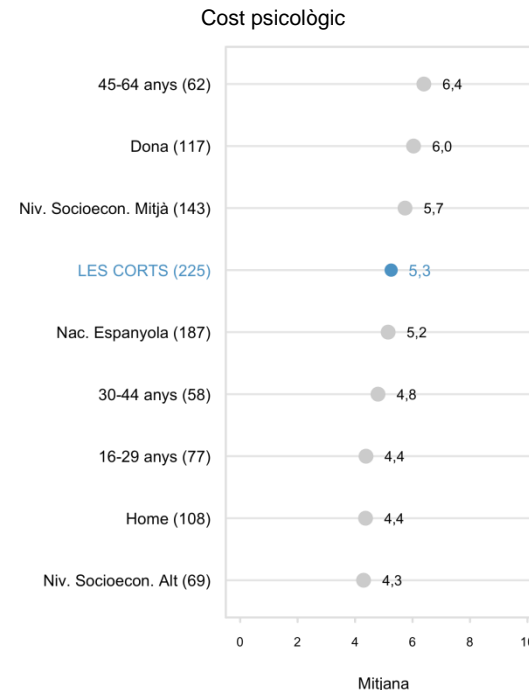 Cost psicològic
45-64 anys (62) 6,4
Dona (117) 6,0
Niv. Socioecon. Mitjà (143) 5,7
LES CORTS (225) 5,3
Nac. Espanyola (187) 5,2
30-44 anys (58) 4,8
16-29 anys (77) 4,4
Home (108) 4,4
Niv. Socioecon. Alt (69) 4,3
0 2 4 6 8 10
Mitjana